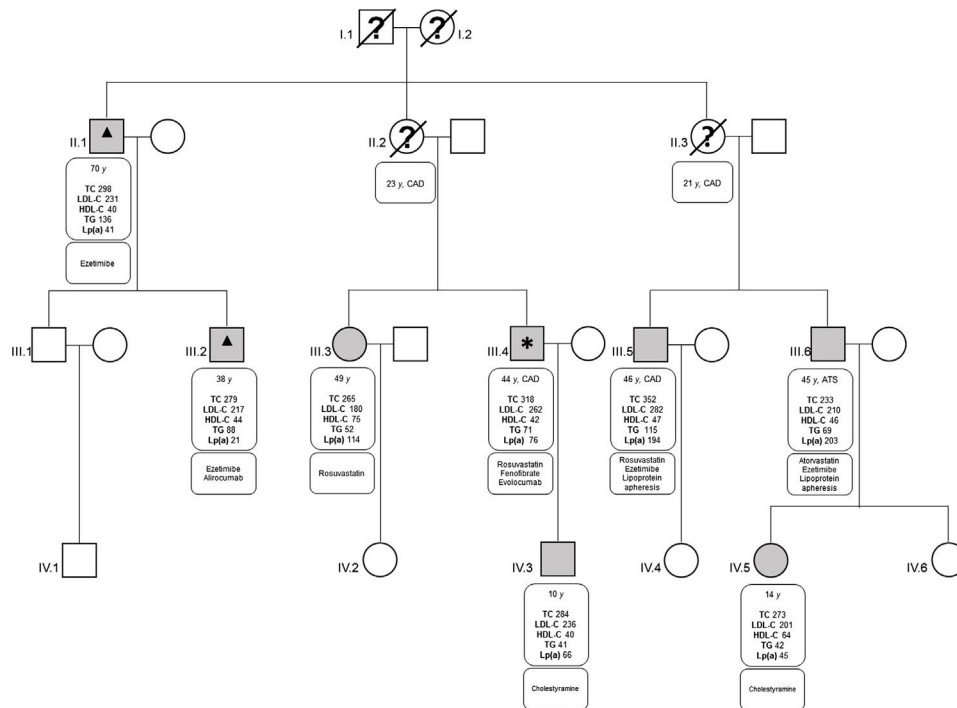 I.1 ? ? I.2
II.1 II.2 ? II.3 ?
70 y
TC 298
LDL-C 231
HDL-C 40
TG 136
Lp(a) 41
Ezetimibe
23 y, CAD
21 y, CAD
III.1 III.2 III.3 III.4 * III.5 III.6
38 y
TC 279
LDL-C 217
HDL-C 44
TG 88
Lp(a) 21
Ezetimibe
Alirocumab
49 y
TC 265
LDL-C 180
HDL-C 75
TG 52
Lp(a) 114
Rosuvastatin
44 y, CAD
TC 318
LDL-C 262
HDL-C 42
TG 71
Lp(a) 76
Rosuvastatin
Fenofibrate
Evolocumab
46 y, CAD
TC 352
LDL-C 282
HDL-C 47
TG 115
Lp(a) 194
Rosuvastatin
Ezetimibe
Lipoprotein
apheresis
45 y, ATS
TC 233
LDL-C 210
HDL-C 46
TG 69
Lp(a) 203
Atorvastatin
Ezetimibe
Lipoprotein
apheresis
IV.1 IV.2 IV.3 IV.4 IV.5 IV.6
10 y
TC 284
LDL-C 236
HDL-C 40
TG 41
Lp(a) 66
Cholestyramine
14 y
TC 273
LDL-C 201
HDL-C 64
TG 42
Lp(a) 45
Cholestyramine